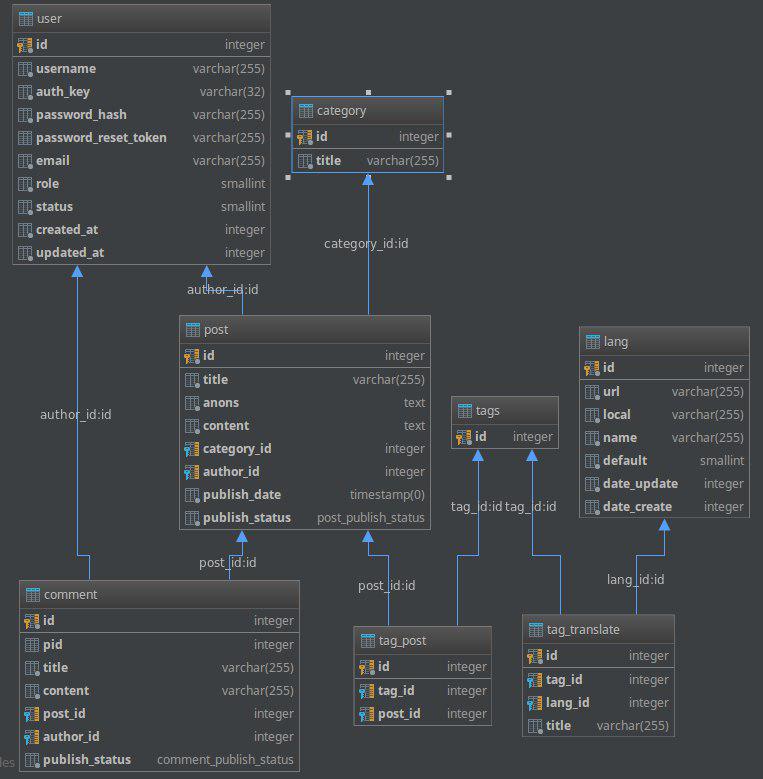 user
id integer
username varchar(255)
auth_key varchar(32)
password_hash varchar(255)
password_reset_token varchar(255)
email varchar(255)
role smallint
status smallint
created_at integer
updated_at integer
category
id integer
title varchar(255)
category_id:id
author_id:id
post
id integer
title varchar(255)
anons text
content text
category_id integer
author_id integer
publish_date timestamp(0)
publish_status post_publish_status
lang
id integer
url varchar(255)
local varchar(255)
name varchar(255)
default smallint
date_update integer
date_create integer
tags
id integer
author_id:id
tag_id:id tag_id:id
post_id:id
post_id:id
lang_id:id
comment
id integer
pid integer
title varchar(255)
content varchar(255)
post_id integer
author_id integer
publish_status comment_publish_status
tag_post
id integer
tag_id integer
post_id integer
tag_translate
id integer
tag_id integer
lang_id integer
title varchar(255)